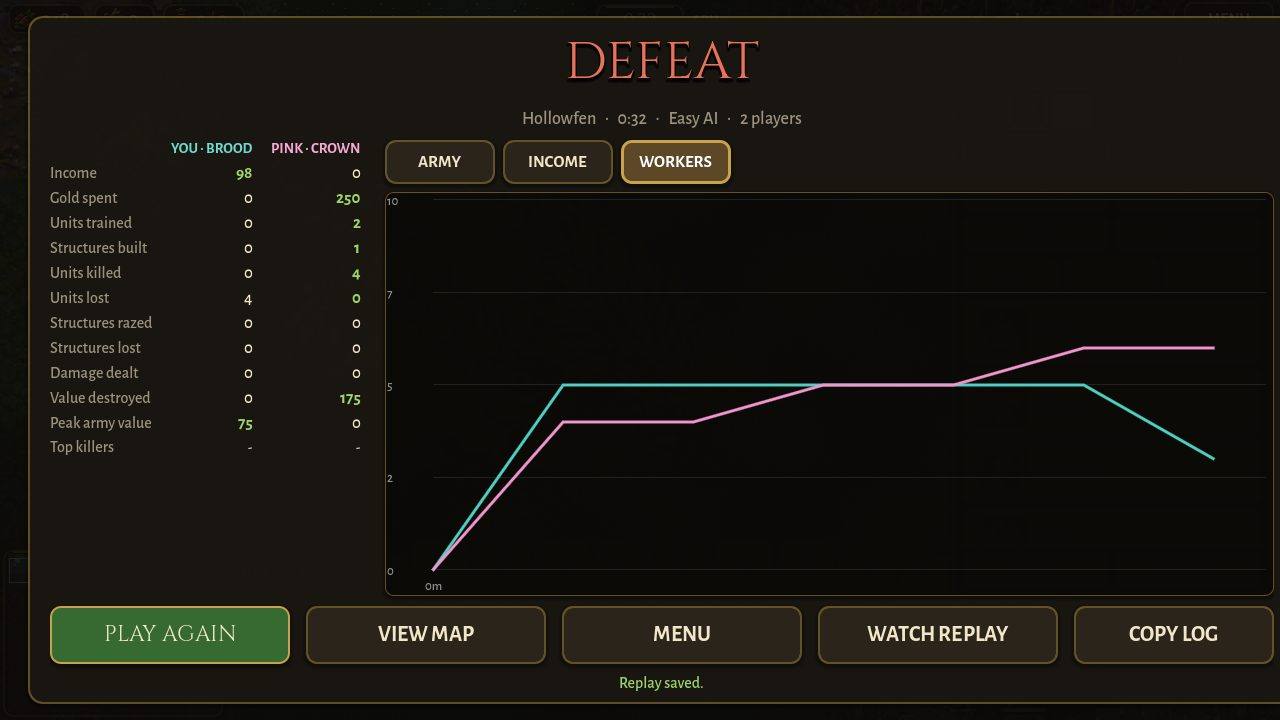 DEFEAT
Hollowfen · 0:32 · Easy AI · 2 players
YOU · BROOD PINK · CROWN
Income 98 0
Gold spent 0 250
Units trained 0 2
Structures built 0 1
Units killed 0 4
Units lost 4 0
Structures razed 0 0
Structures lost 0 0
Damage dealt 0 0
Value destroyed 0 175
Peak army value 75 0
Top killers - -
ARMY INCOME WORKERS
10
7
5
2
0
0m
PLAY AGAIN VIEW MAP MENU WATCH REPLAY COPY LOG
Replay saved.